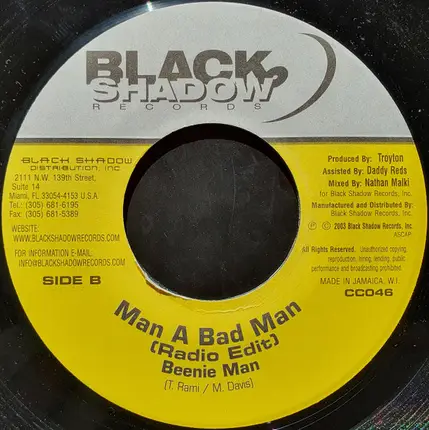 BLACK
SHADOW
RECORDS
BLACK SHADOW
DISTRIBUTION, INC
2111 N.W. 139th Street,
Suite 14
Miami, FL 33054-4153 U.S.A
Tel.: (305) 681-6195
Fax: (305) 681-5389
WEBSITE:
WWW.BLACKSHADOWRECORDS.COM
FOR INFORMATION E-MAIL:
INFO@BLACKSHADOWRECORDS.COM
SIDE B
Produced By: Troyton
Assisted By: Daddy Reds
Mixed By: Nathan Malki
for Black Shadow Records, Inc.
Manufactured and Distributed By:
Black Shadow Records, Inc.
℗ © 2003 Black Shadow Records, Inc.
ASCAP
All Rights Reserved. Unauthorized copying,
reproduction, hiring, lending, public
performance and broadcasting prohibited.
MADE IN JAMAICA, W.I.
CC046
Man A Bad Man
(Radio Edit)
Beenie Man
(T. Rami / M. Davis)